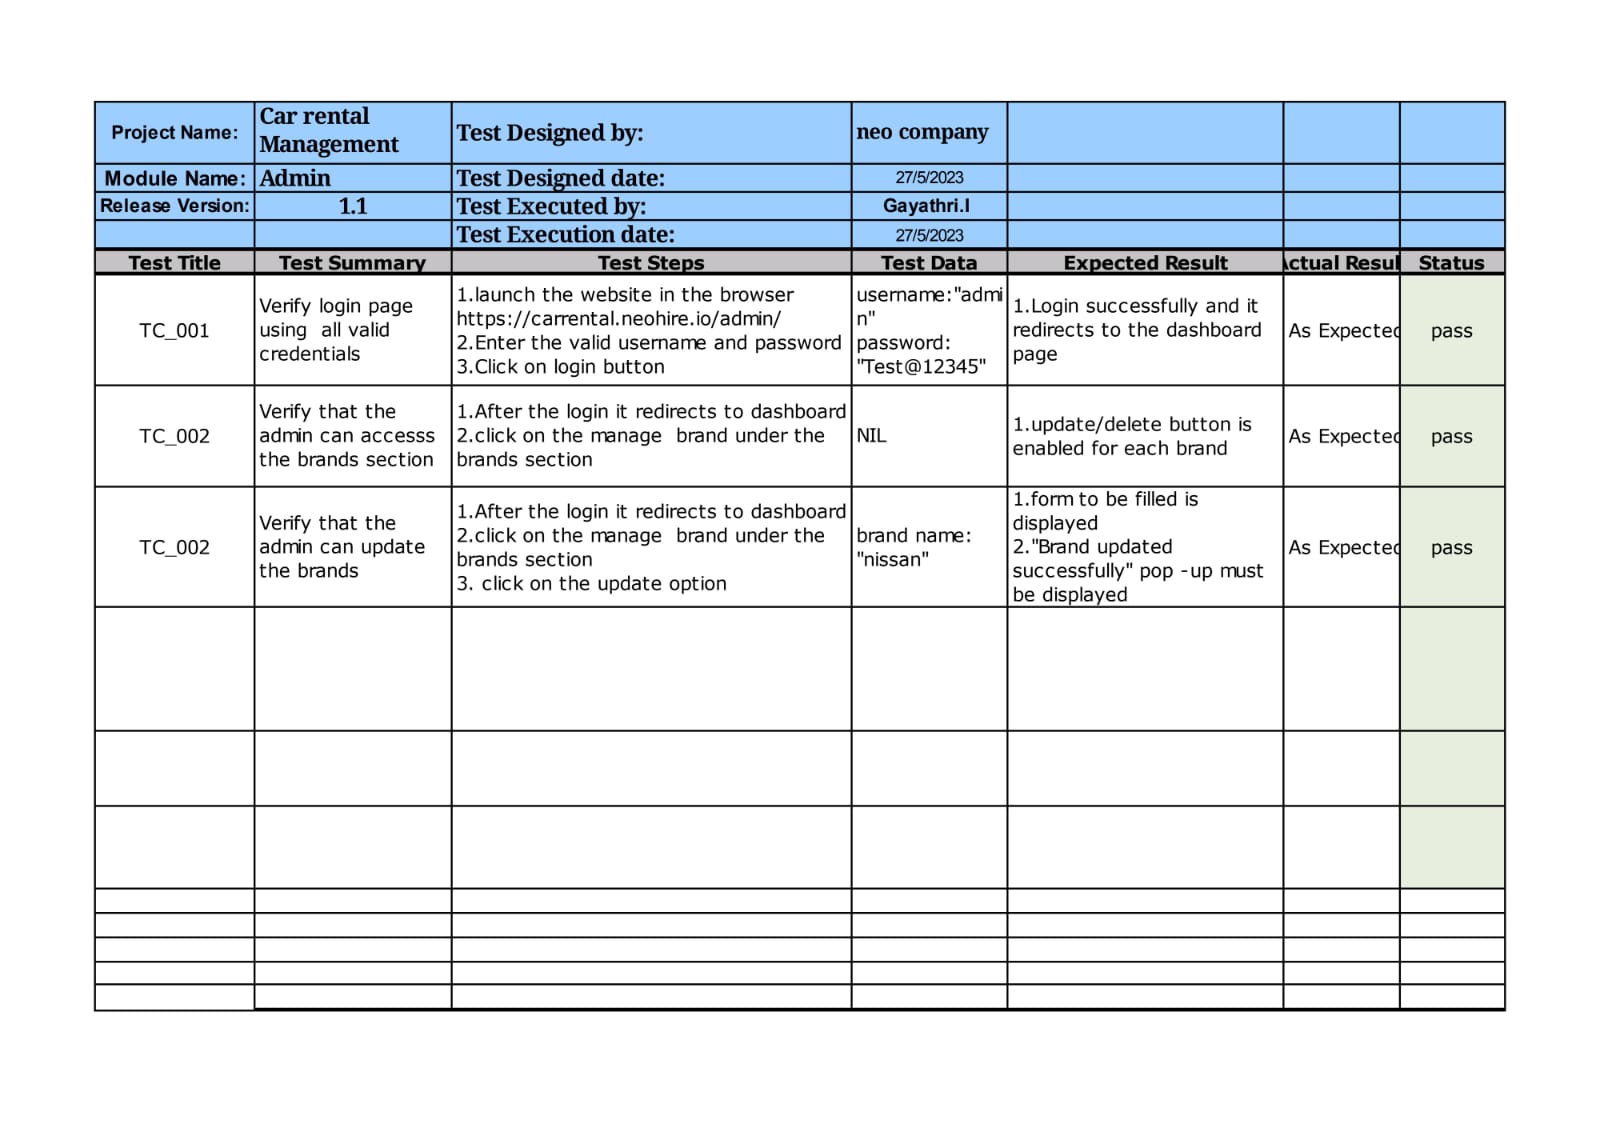 Project Name:
Car rental
Management
Test Designed by:
neo company
Module Name:
Admin
Test Designed date:
27/5/2023
Release Version:
1.1
Test Executed by:
Gayathri.I
Test Execution date:
27/5/2023
Test Title
Test Summary
Test Steps
Test Data
Expected Result
Actual Result
Status
TC_001
Verify login page
using  all valid
credentials
1.launch the website in the browser
https://carrental.neohire.io/admin/
2.Enter the valid username and password
3.Click on login button
username:"admi
n"
password:
"Test@12345"
1.Login successfully and it
redirects to the dashboard
page
As Expected
pass
TC_002
Verify that the
admin can accesss
the brands section
1.After the login it redirects to dashboard
2.click on the manage  brand under the
brands section
NIL
1.update/delete button is
enabled for each brand
As Expected
pass
TC_002
Verify that the
admin can update
the brands
1.After the login it redirects to dashboard
2.click on the manage  brand under the
brands section
3. click on the update option
brand name:
"nissan"
1.form to be filled is
displayed
2."Brand updated
successfully" pop -up must
be displayed
As Expected
pass